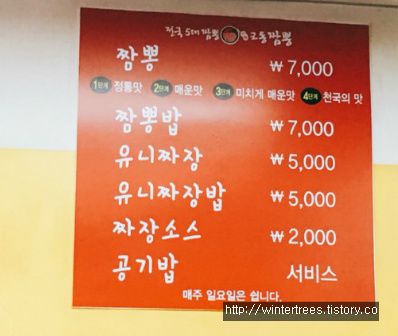 전국 5대짬뽕 교동짬뽕
짬뽕 ₩ 7,000
1단계 정통맛 2단계 매운맛 3단계 미치게 매운맛 4단계 천국의 맛
짬뽕밥 ₩ 7,000
유니짜장 ₩ 5,000
유니짜장밥 ₩ 5,000
짜장소스 ₩ 2,000
공기밥 서비스
매주 일요일은 쉽니다.
http://wintertrees.tistory.co